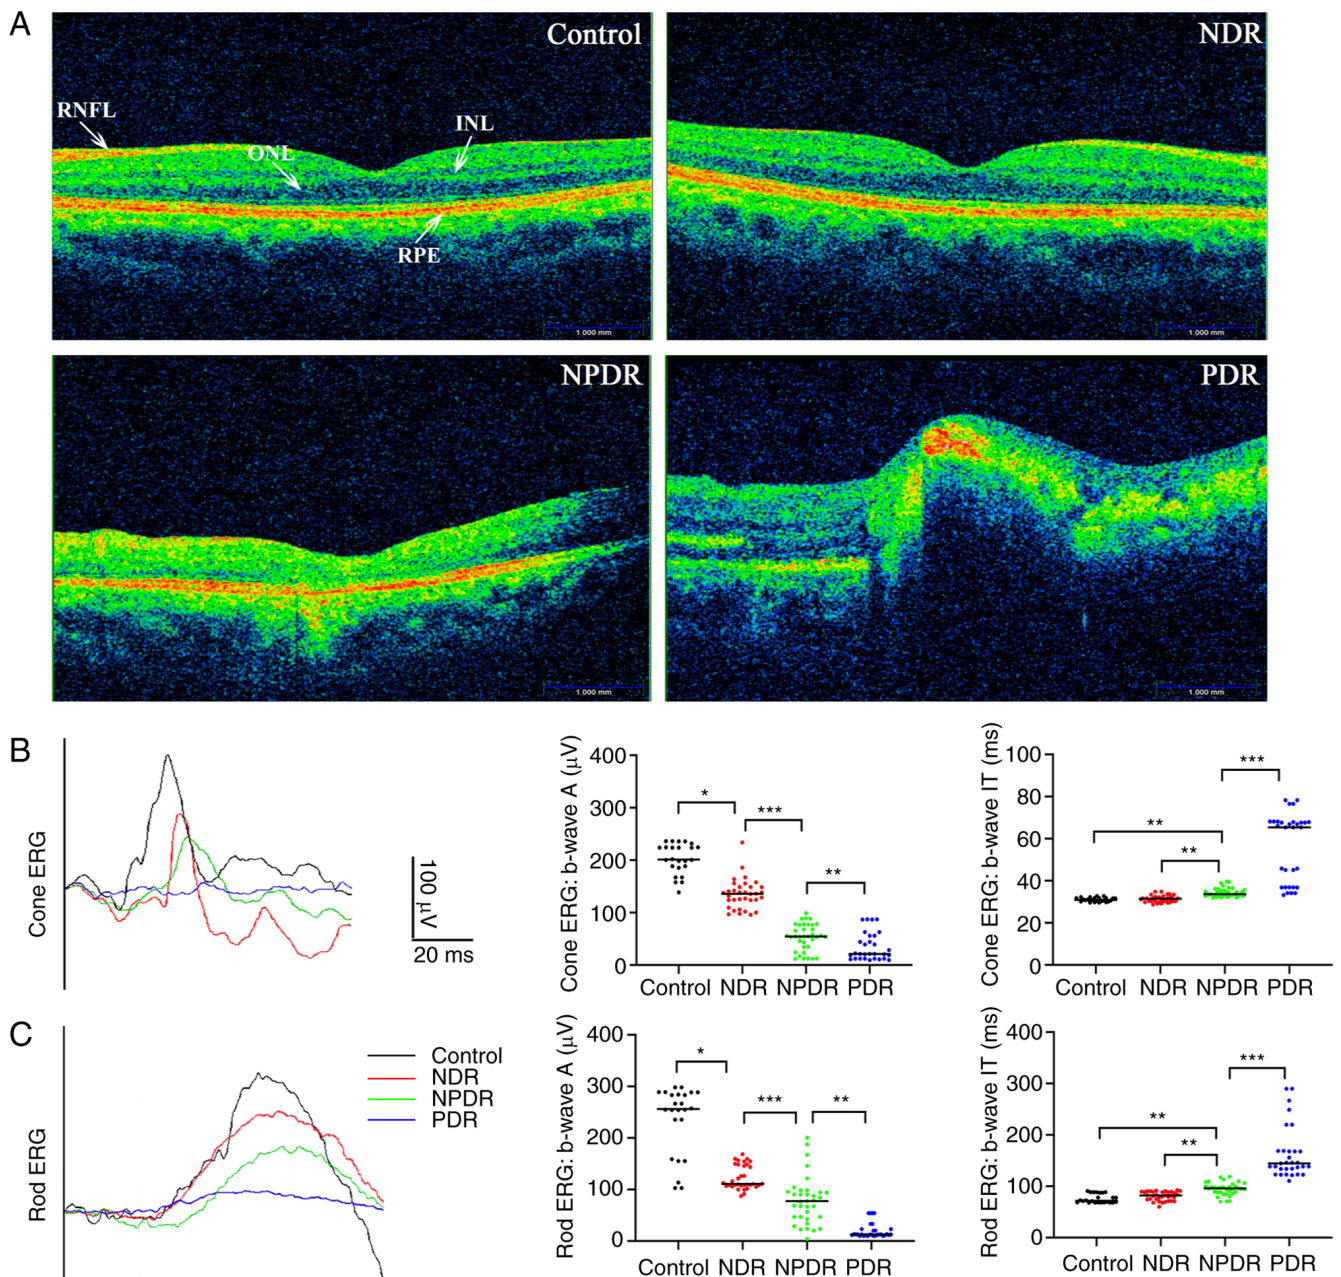 A
Control
RNFL
ONL
INL
RPE
1.000 mm
NDR
1.000 mm
NPDR
1.000 mm
PDR
1.000 mm
B
Cone ERG
100 μV
20 ms
Cone ERG: b-wave A (μV)
400
300
200
100
0
*
***
**
Control NDR NPDR PDR
Cone ERG: b-wave IT (ms)
100
80
60
40
20
0
**
**
***
Control NDR NPDR PDR
C
Rod ERG
Control
NDR
NPDR
PDR
Rod ERG: b-wave A (μV)
400
300
200
100
0
*
***
**
Control NDR NPDR PDR
Rod ERG: b-wave IT (ms)
400
300
200
100
0
**
**
***
Control NDR NPDR PDR